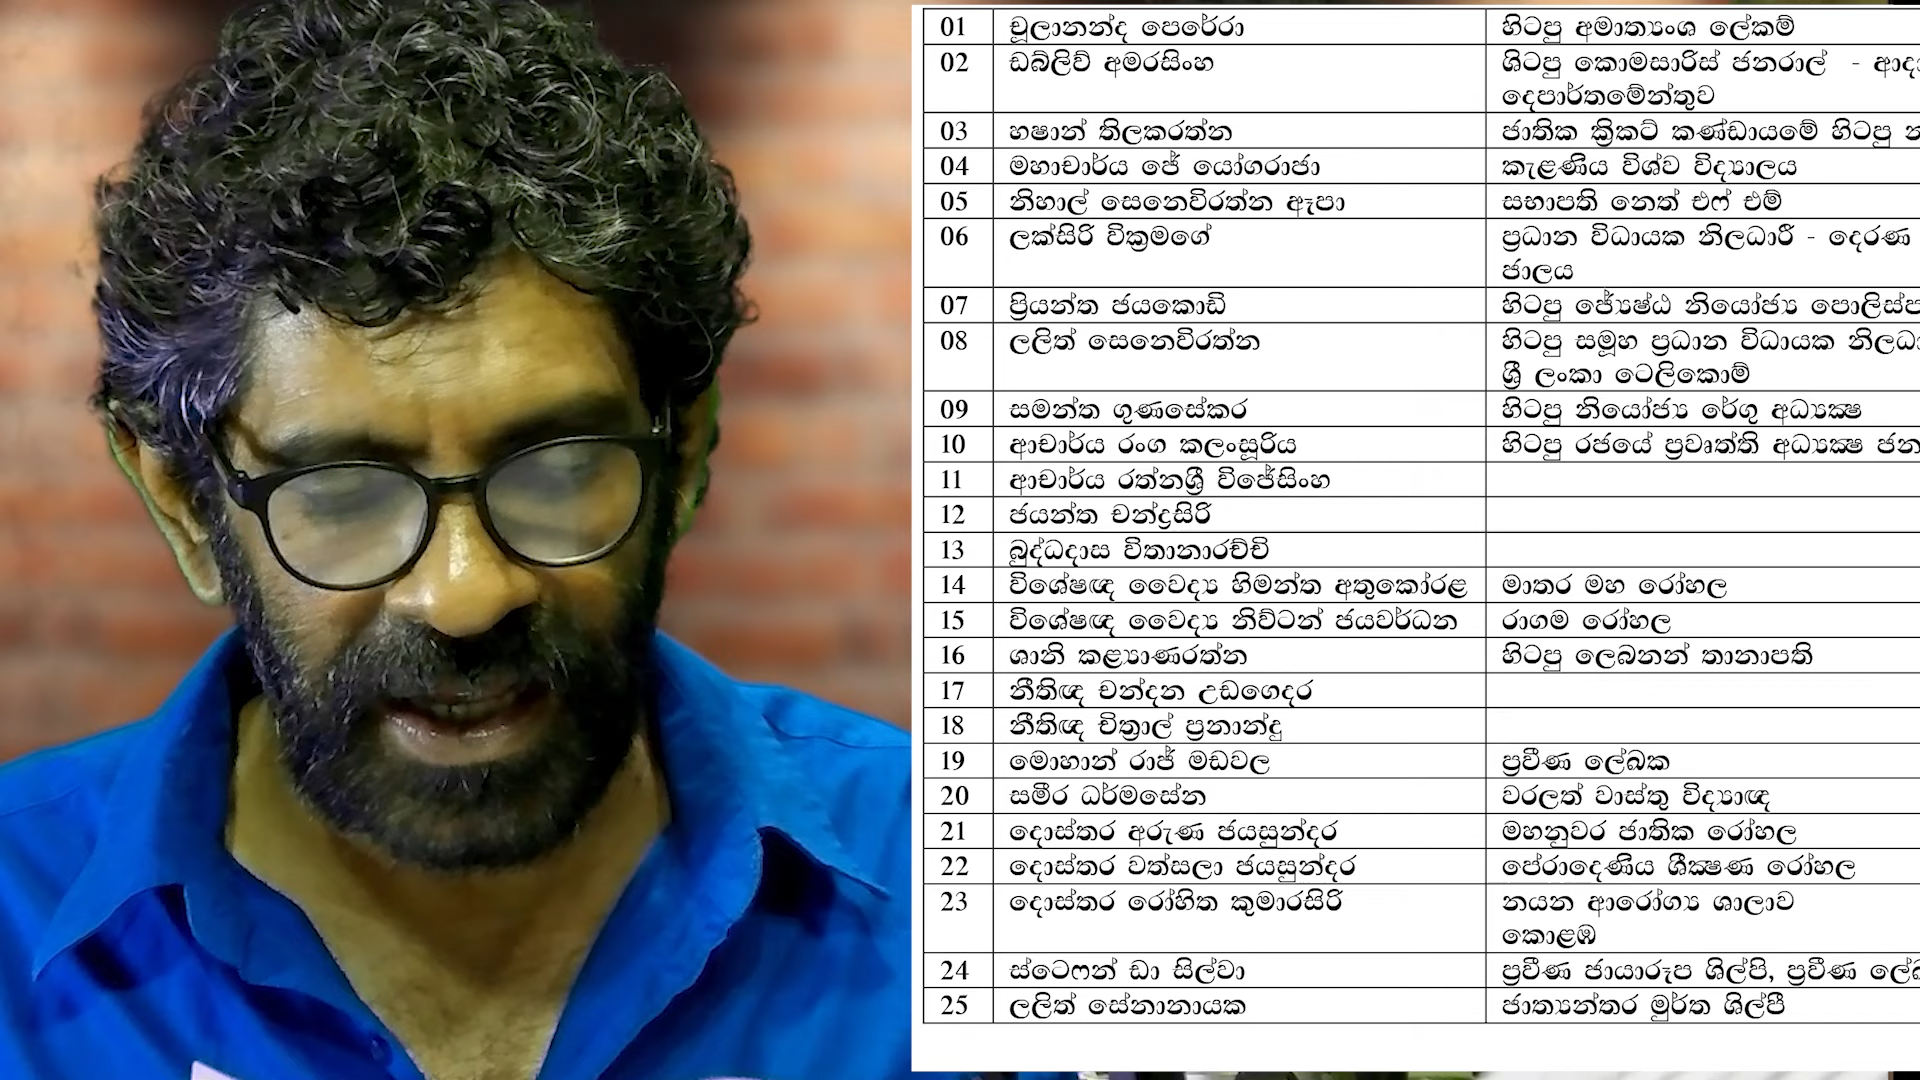 01 චූලානන්ද පෙරේරා හිටපු අමාත්‍යංශ ලේකම්
02 ඩබ්ලිව් අමරසිංහ ශිටපු කොමසාරිස් ජනරාල් -
දෙපාර්තමේන්තුව
03 හෂාන් තිලකරත්න ජාතික ක්‍රිකට් කණ්ඩායමේ හිටපු
04 මහාචාර්ය ජේ යෝගරාජා කැළණිය විශ්ව විද්‍යාලය
05 නිහාල් සෙනෙවිරත්න ඈපා සභාපති නෙත් එෆ් එම්
06 ලක්සිරි වික්‍රමගේ ප්‍රධාන විධායක නිලධාරී - දෙරණ
ජාලය
07 ප්‍රියන්ත ජයකොඩි හිටපු ජ්‍යෙෂ්ඨ නියෝජ්‍ය
08 ලලිත් සෙනෙවිරත්න හිටපු සමූහ ප්‍රධාන විධායක
ශ්‍රී ලංකා ටෙලිකොම්
09 සමන්ත ගුණසේකර හිටපු නියෝජ්‍ය රේගු අධ්‍යක්‍ෂ
10 ආචාර්ය රංග කලංසූරිය හිටපු රජයේ ප්‍රවෘත්ති අධ්‍යක්‍ෂ
11 ආචාර්ය රත්නශ්‍රී විජේසිංහ
12 ජයන්ත චන්ද්‍රසිරි
13 බුද්ධදාස විතානාරච්චි
14 විශේෂඥ වෛද්‍ය හිමන්ත අතුකෝරළ මාතර මහ රෝහල
15 විශේෂඥ වෛද්‍ය නිව්ටන් ජයවර්ධන රාගම රෝහල
16 ශානි කළ්‍යාණරත්න හිටපු ලෙබනන් තානාපති
17 නීතිඥ චන්දන උඩගෙදර
18 නීතිඥ චිත්‍රාල් ප්‍රනාන්දු
19 මොහාන් රාජ් මඩවල ප්‍රවීණ ලේඛක
20 සමීර ධර්මසේන වරලත් වාස්තු විද්‍යාඥ
21 දොස්තර අරුණ ජයසුන්දර මහනුවර ජාතික රෝහල
22 දොස්තර වත්සලා ජයසුන්දර පේරාදෙණිය ශීක්‍ෂණ රෝහල
23 දොස්තර රෝහිත කුමාරසිරි නයන ආරෝග්‍ය ශාලාව
කොළඹ
24 ස්ටෙෆන් ඩා සිල්වා ප්‍රවීණ ජායාරූප ශිල්පි, ප්‍රවීණ
25 ලලිත් සේනානායක ජාත්‍යන්තර මුර්ත ශිල්පී